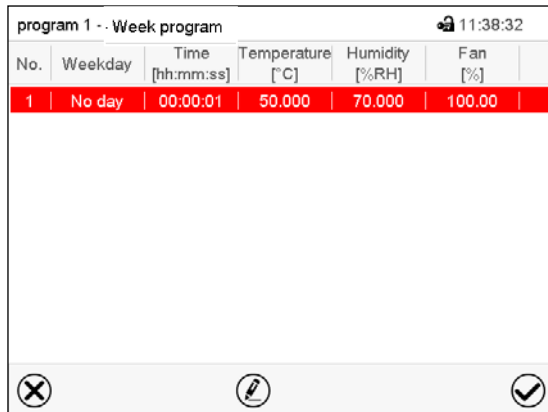 program 1 - - Week program 11:38:32
No. Weekday Time [hh:mm:ss] Temperature [°C] Humidity [%RH] Fan [%]
1 No day 00:00:01 50.000 70.000 100.00